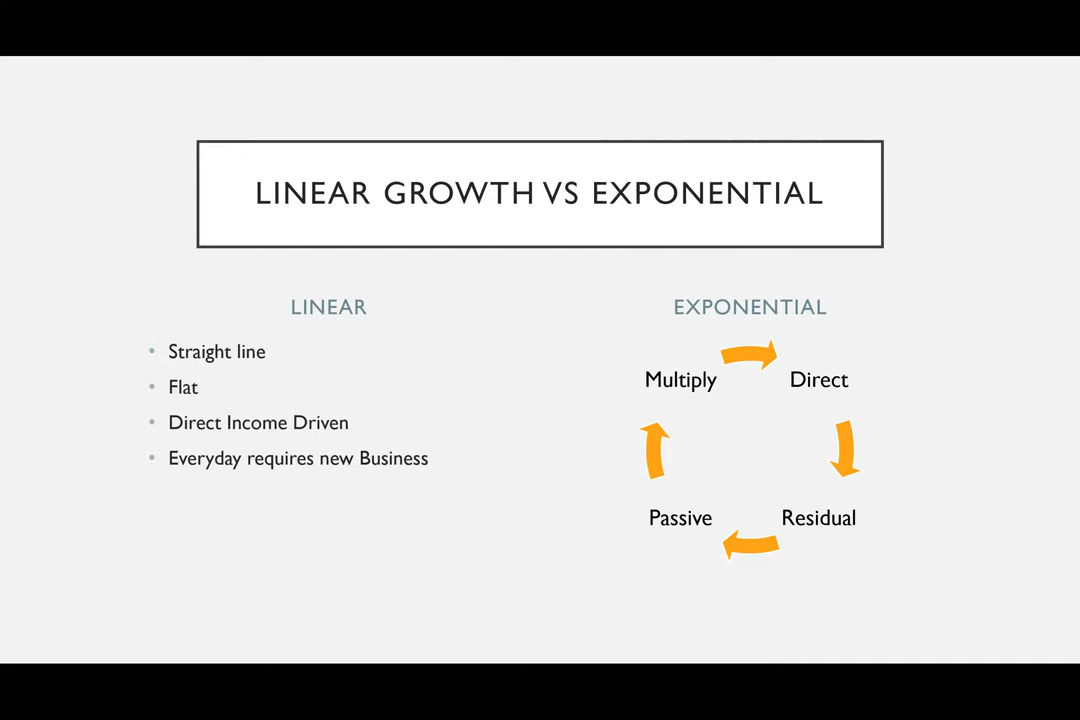 LINEAR GROWTH VS EXPONENTIAL
LINEAR
• Straight line
• Flat
• Direct Income Driven
• Everyday requires new Business
EXPONENTIAL
Multiply
Direct
Passive
Residual